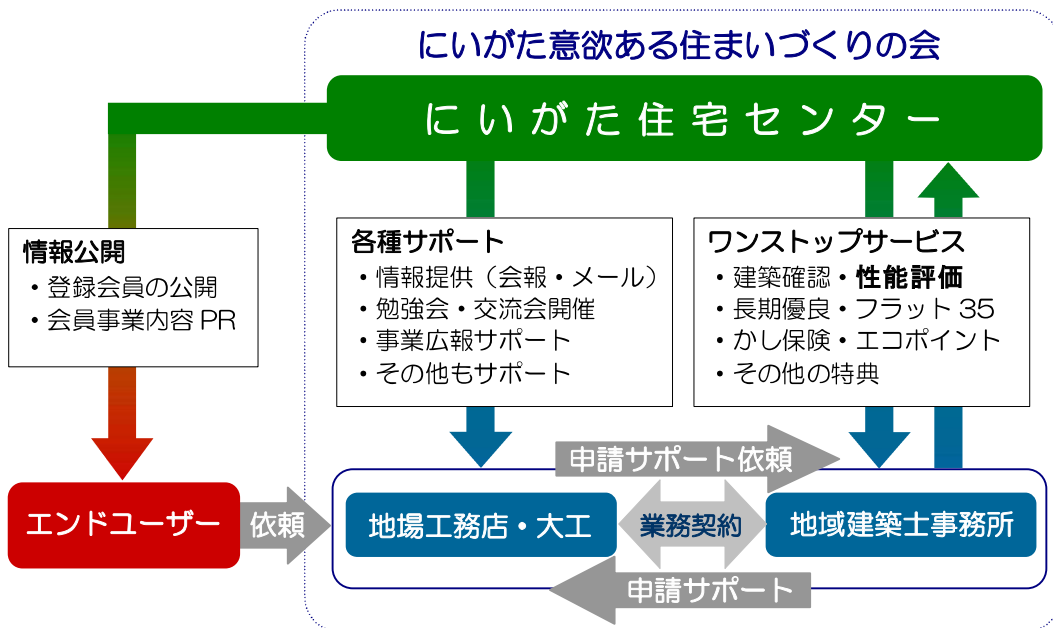 にいがた意欲ある住まいづくりの会
にいがた住宅センター
情報公開
・登録会員の公開
・会員事業内容 PR
各種サポート
・情報提供（会報・メール）
・勉強会・交流会開催
・事業広報サポート
・その他もサポート
ワンストップサービス
・建築確認・性能評価
・長期優良・フラット 35
・かし保険・エコポイント
・その他の特典
申請サポート依頼
エンドユーザー
依頼
地場工務店・大工
業務契約
地域建築士事務所
申請サポート